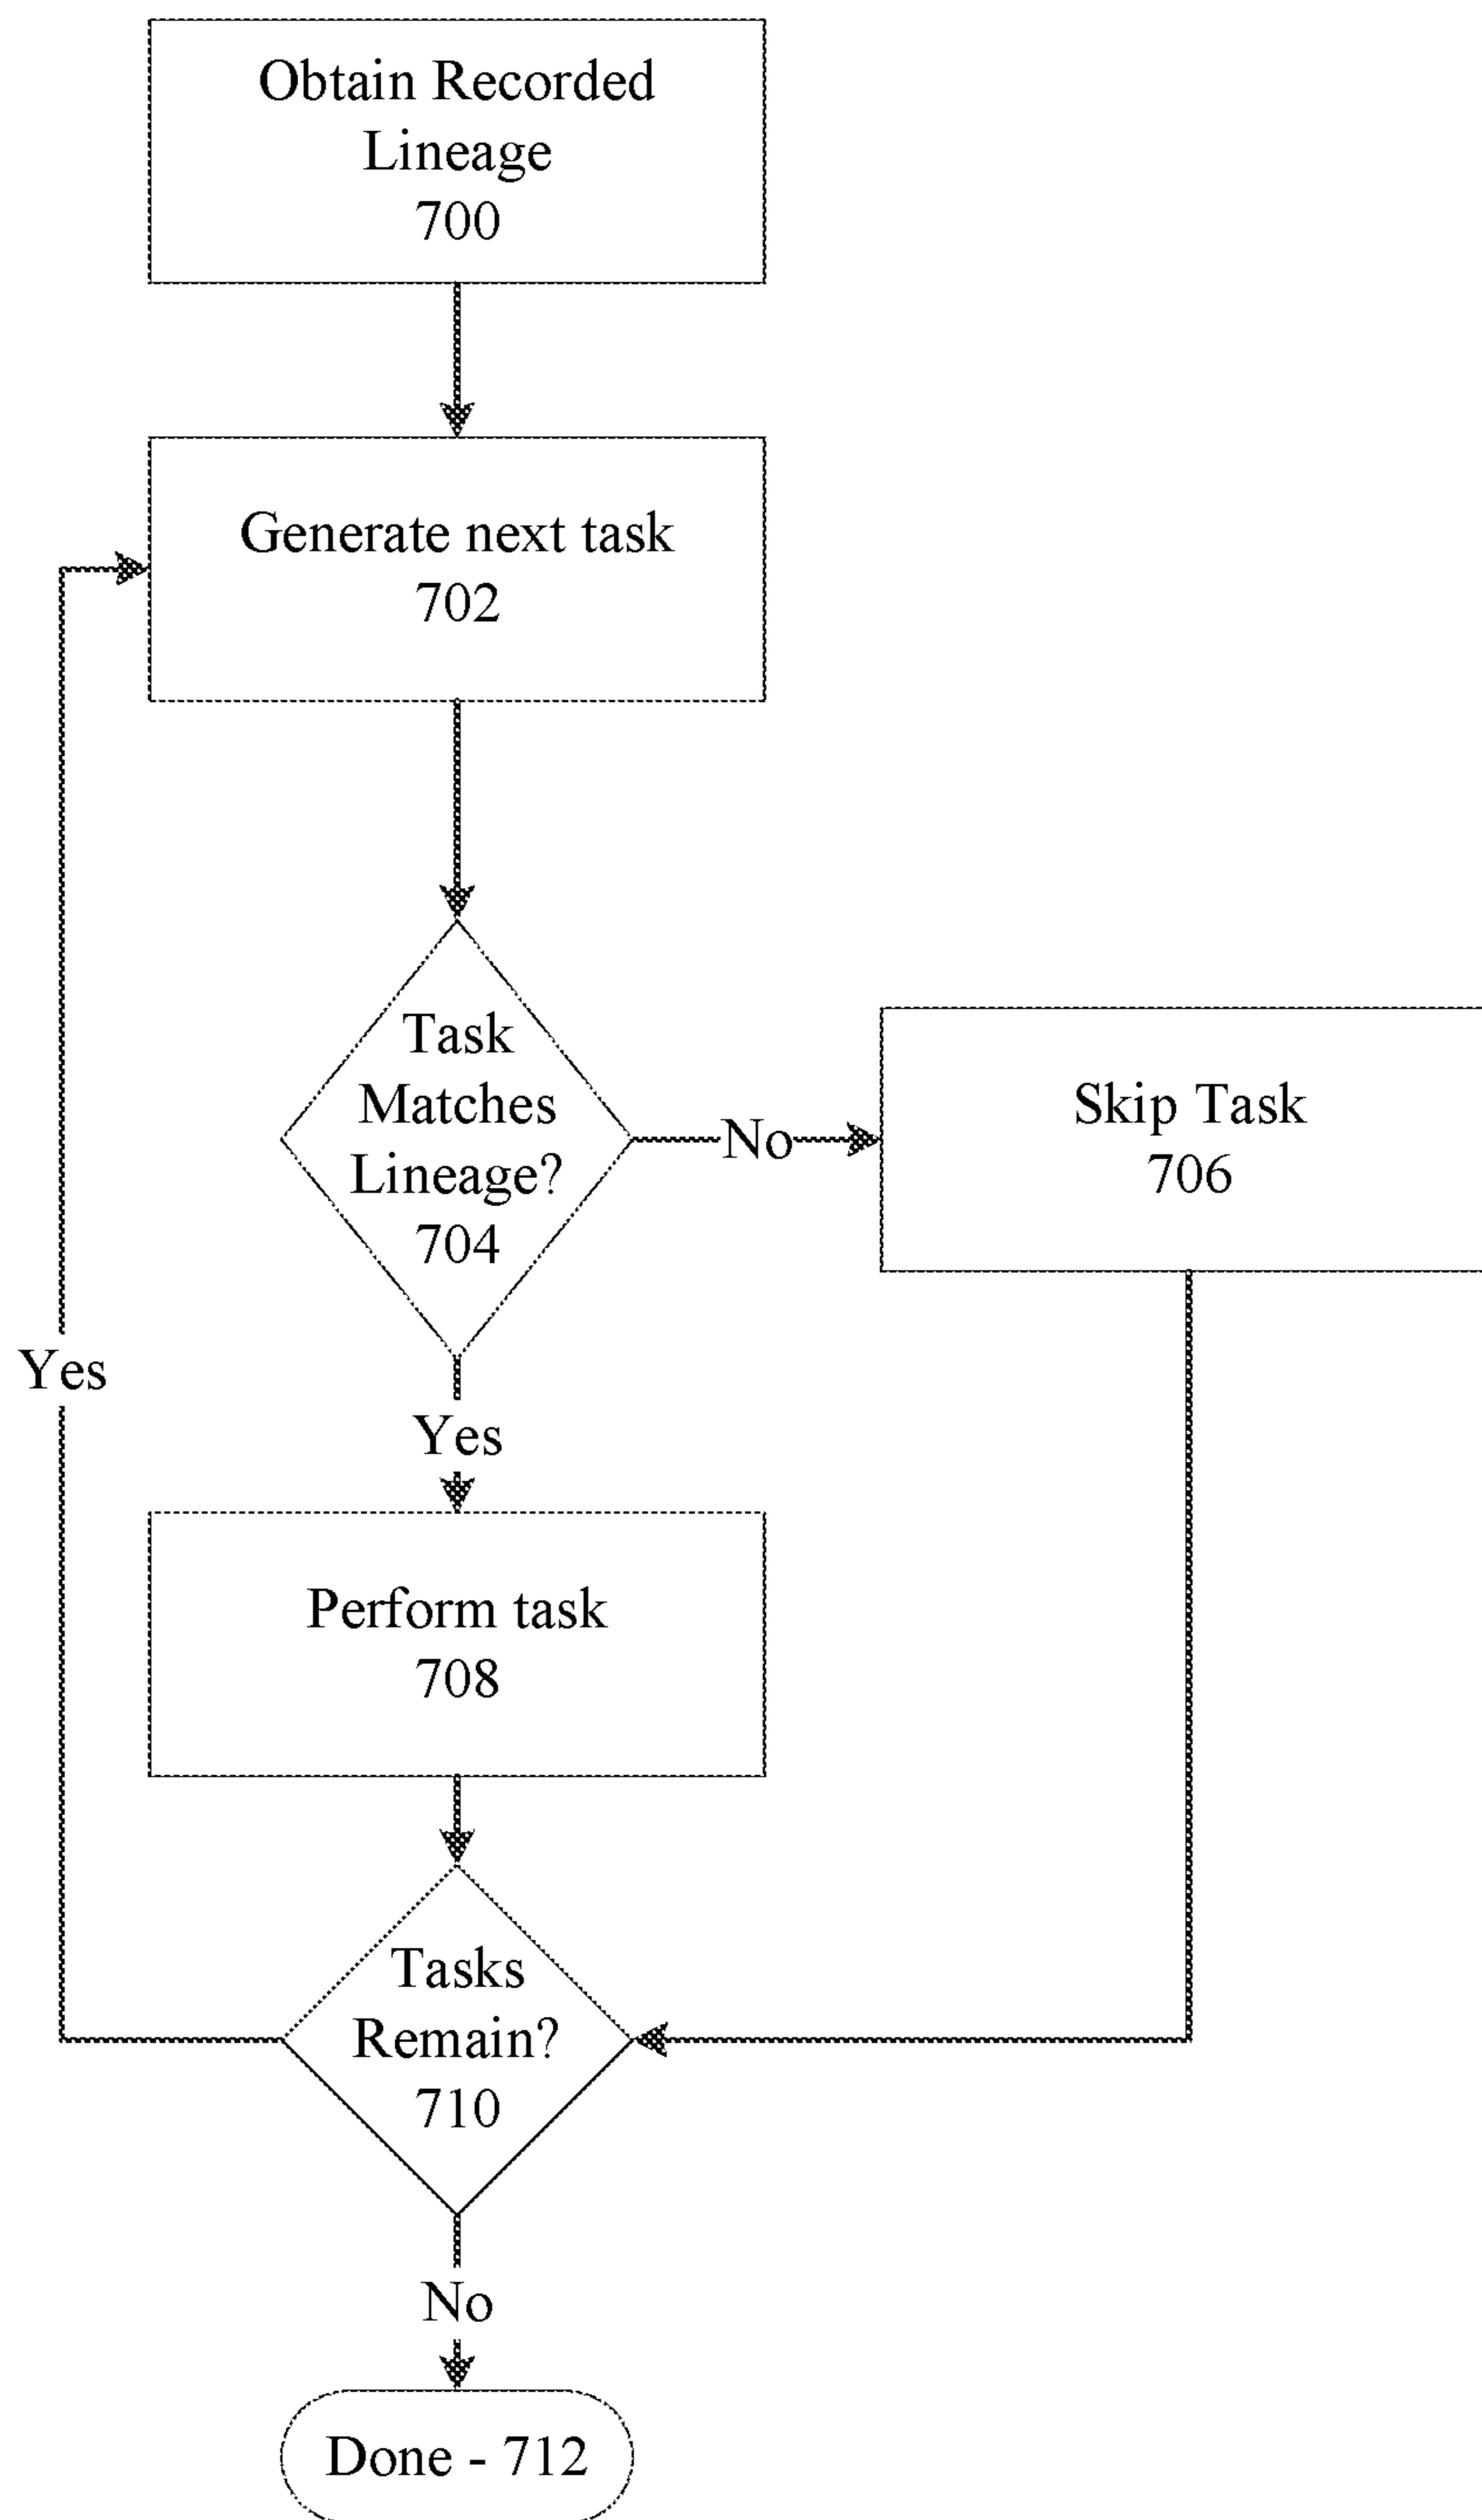 Obtain Recorded
Lineage
700
Generate next task
702
Task
Matches
Lineage?
704
No
Skip Task
706
Yes
Yes
Perform task
708
Tasks
Remain?
710
No
Done - 712